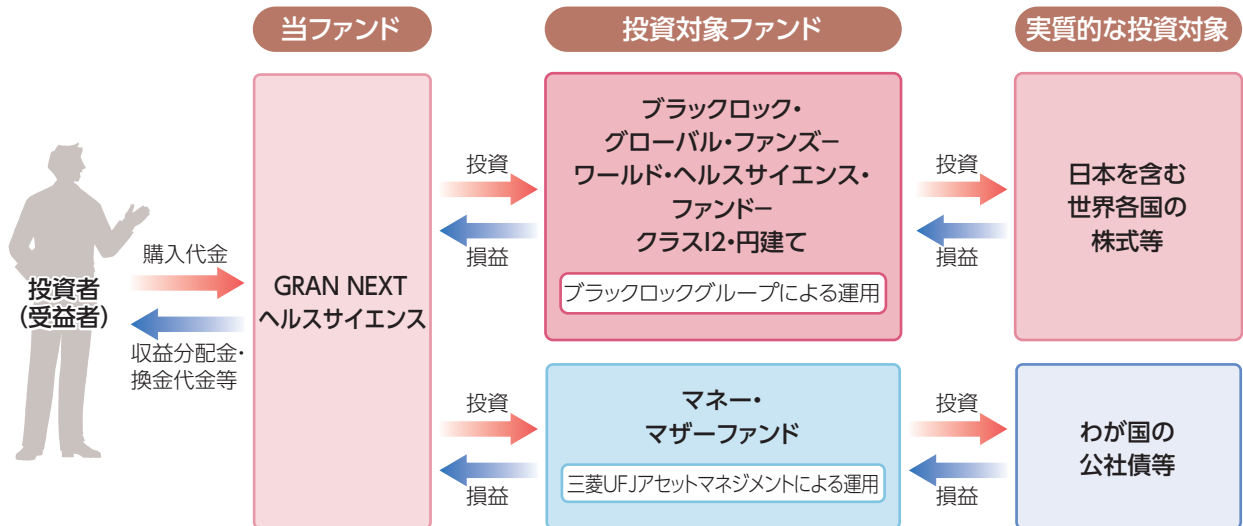 当ファンド
投資対象ファンド
実質的な投資対象
投資者
(受益者)
購入代金
収益分配金・
換金代金等
GRAN NEXT
ヘルスサイエンス
投資
損益
ブラックロック・
グローバル・ファンズー
ワールド・ヘルスサイエンス・
ファンドー
クラスI2・円建て
ブラックロックグループによる運用
投資
損益
日本を含む
世界各国の
株式等
投資
損益
マネー・
マザーファンド
三菱UFJアセットマネジメントによる運用
投資
損益
わが国の
公社債等